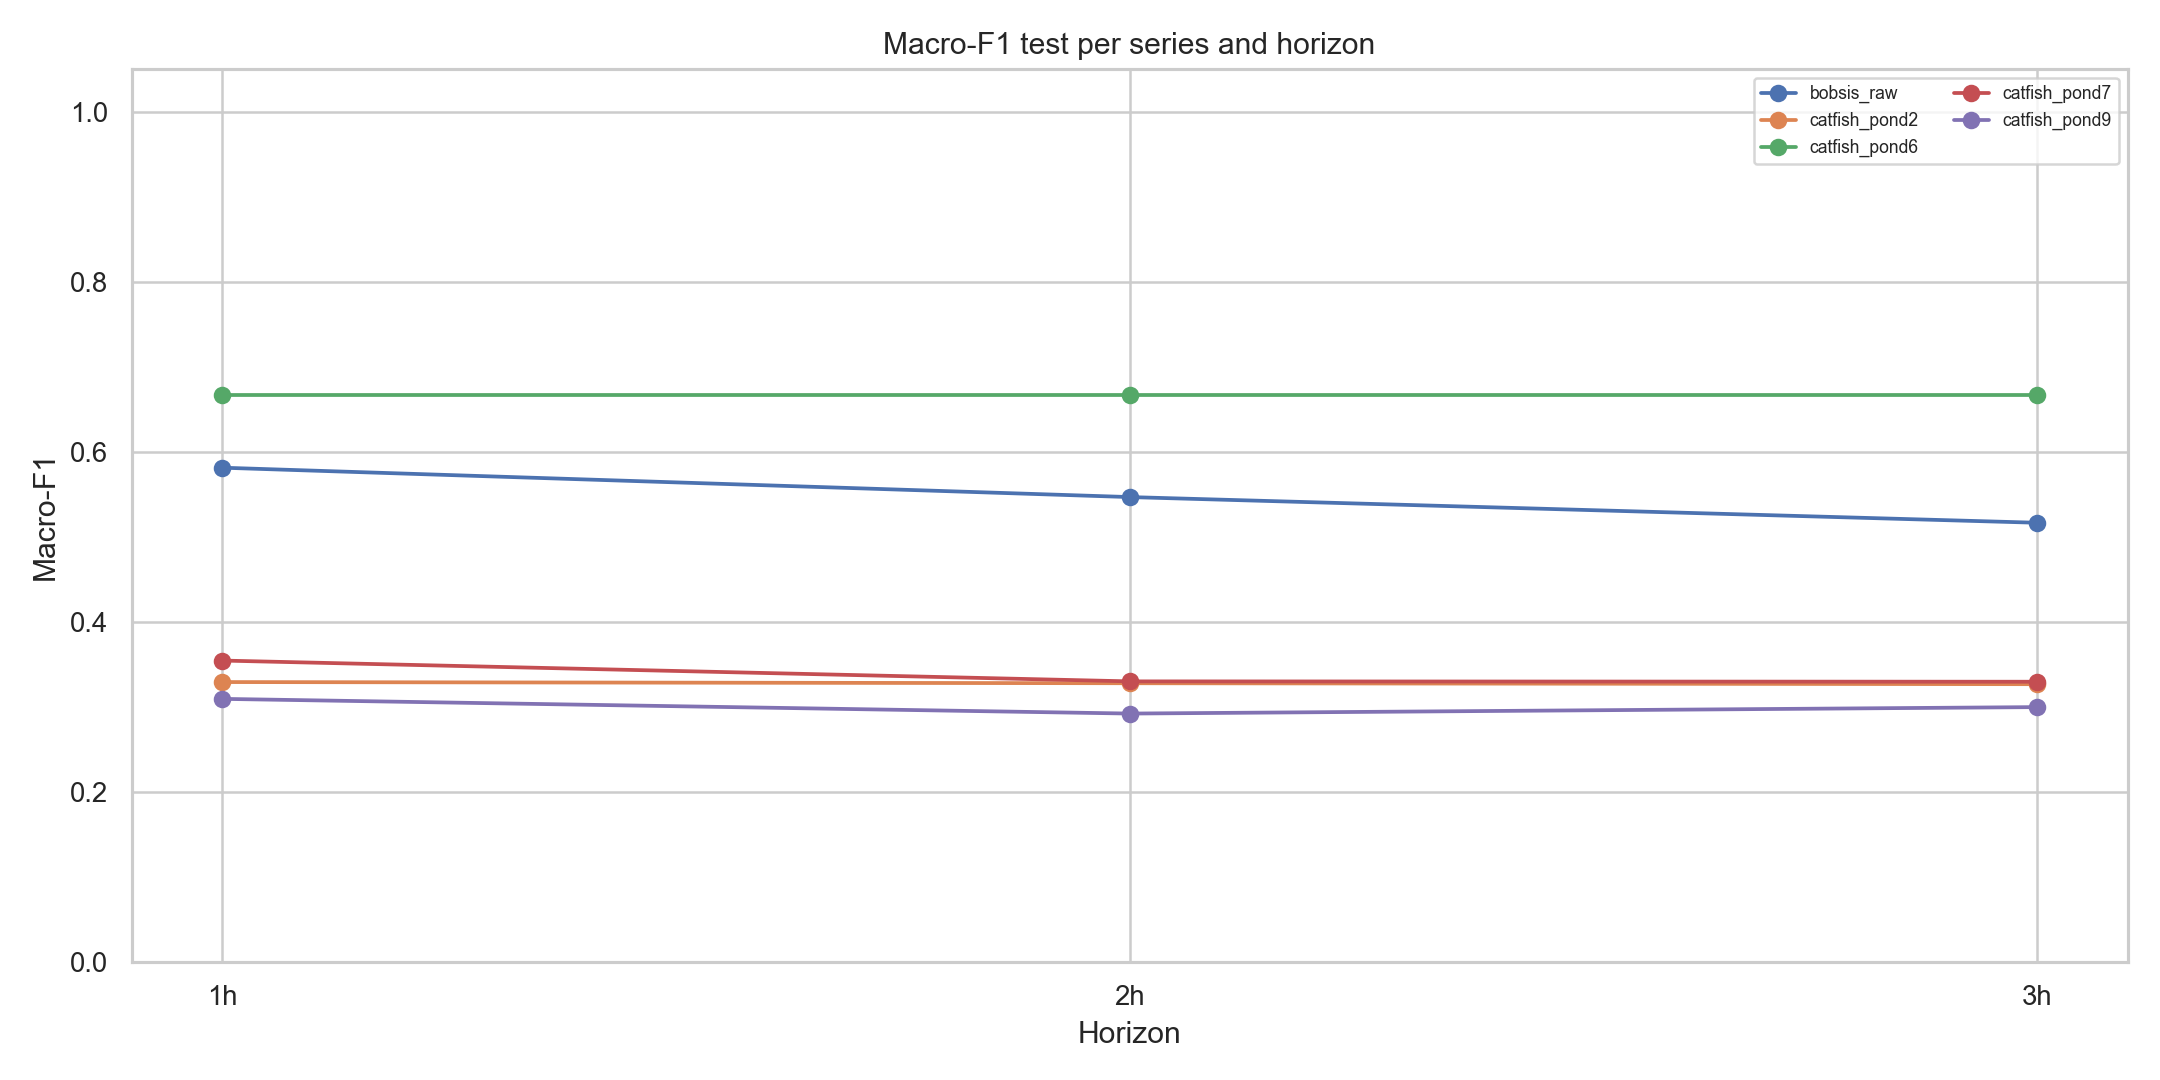 Macro-F1 test per series and horizon
bobsis_raw
catfish_pond2
catfish_pond6
catfish_pond7
catfish_pond9
Macro-F1
1.0
0.8
0.6
0.4
0.2
0.0
1h
2h
3h
Horizon